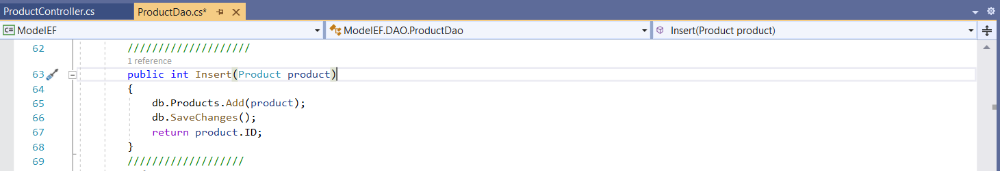 ProductController.cs ProductDao.cs*
C# ModelEF ModelEF.DAO.ProductDao Insert(Product product)
62 ////////////////////
1 reference
63 public int Insert(Product product)
64 {
65 db.Products.Add(product);
66 db.SaveChanges();
67 return product.ID;
68 }
69 ///////////////////